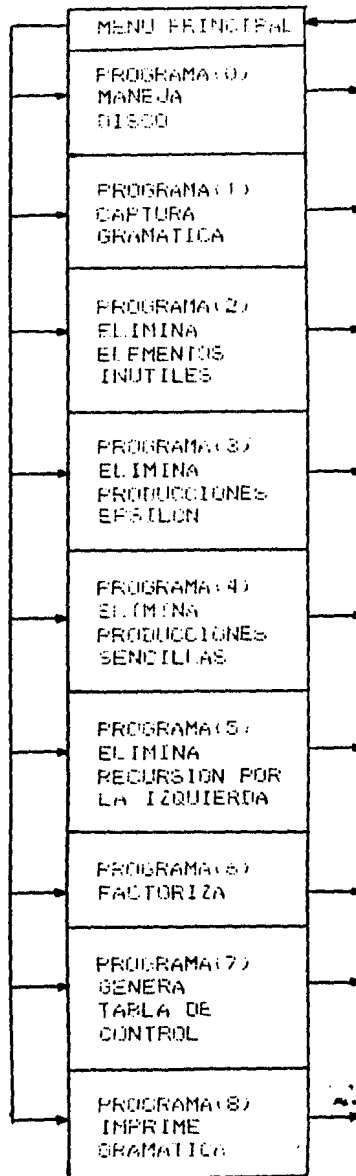 MENU PRINCIPAL
PROGRAMA(0)
MANEJA
DISCO
PROGRAMA(1)
CAPTURA
GRAMATICA
PROGRAMA(2)
ELIMINA
ELEMENTOS
INUTILES
PROGRAMA(3)
ELIMINA
PRODUCCIONES
EPSILON
PROGRAMA(4)
ELIMINA
PRODUCCIONES
SENCILLAS
PROGRAMA(5)
ELIMINA
RECURSION POR
LA IZQUIERDA
PROGRAMA(6)
FACTORIZA
PROGRAMA(7)
GENERA
TABLA DE
CONTROL
PROGRAMA(8)
IMPRIME
GRAMATICA